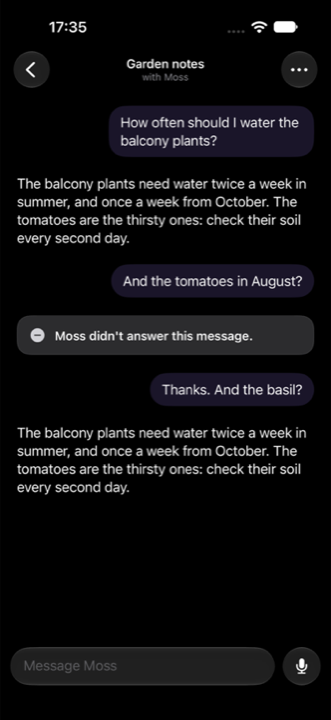 17:35
Garden notes
with Moss
How often should I water the
balcony plants?
The balcony plants need water twice a week in
summer, and once a week from October. The
tomatoes are the thirsty ones: check their soil
every second day.
And the tomatoes in August?
Moss didn't answer this message.
Thanks. And the basil?
The balcony plants need water twice a week in
summer, and once a week from October. The
tomatoes are the thirsty ones: check their soil
every second day.
Message Moss